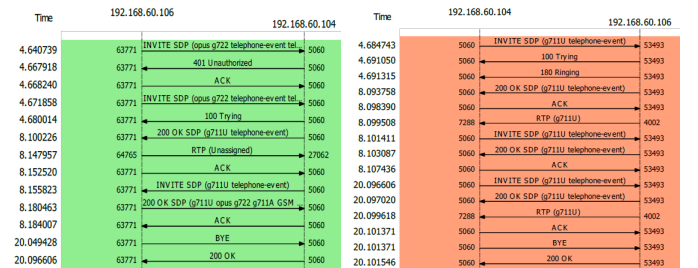 Time 192.168.60.106 192.168.60.104
4.640739 63771 INVITE SDP (opus g722 telephone-event tel... 5060
4.667918 63771 401 Unauthorized 5060
4.668240 63771 ACK 5060
4.671858 63771 INVITE SDP (opus g722 telephone-event tel... 5060
4.680014 63771 100 Trying 5060
8.100226 63771 200 OK SDP (g711U telephone-event) 5060
8.147957 64765 RTP (Unassigned) 27062
8.152520 63771 ACK 5060
8.155823 63771 INVITE SDP (g711U telephone-event) 5060
8.180463 63771 200 OK SDP (g711U opus g722 g711A GSM ... 5060
8.184007 63771 ACK 5060
20.049428 63771 BYE 5060
20.096606 63771 200 OK 5060
Time 192.168.60.104 192.168.60.106
4.684743 5060 INVITE SDP (g711U telephone-event) 53493
4.691050 5060 100 Trying 53493
4.691315 5060 180 Ringing 53493
8.093758 5060 200 OK SDP (g711U telephone-event) 53493
8.098390 5060 ACK 53493
8.099508 7288 RTP (g711U) 4002
8.101411 5060 INVITE SDP (g711U telephone-event) 53493
8.103087 5060 200 OK SDP (g711U telephone-event) 53493
8.107436 5060 ACK 53493
20.096606 5060 INVITE SDP (g711U telephone-event) 53493
20.097020 5060 200 OK SDP (g711U telephone-event) 53493
20.099618 7288 RTP (g711U) 4002
20.101371 5060 ACK 53493
20.101371 5060 BYE 53493
20.101546 5060 200 OK 53493